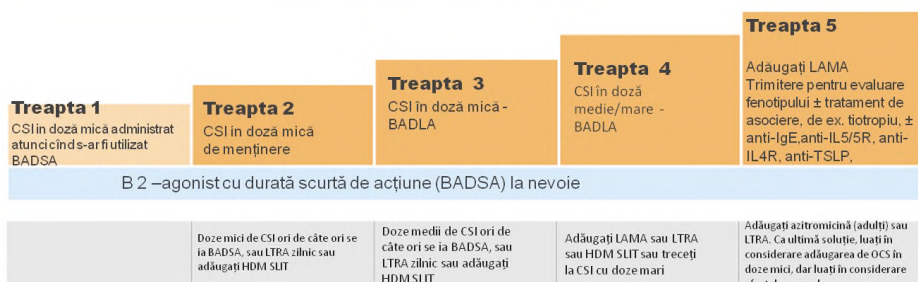 Treapta 1
CSI in doză mică administrat
atunci cînd s-ar fi utilizat
BADSA
Treapta 2
CSI in doză mică
de menținere
Treapta 3
CSI în doză mică -
BADLA
Treapta 4
CSI în doză
medie/mare -
BADLA
Treapta 5
Adăugați LAMA
Trimitere pentru evaluare
fenotipului ± tratament de
asociere, de ex. tiotropiu, ±
anti-IgE,anti-IL5/5R, anti-
IL4R, anti-TSLP,
B 2 –agonist cu durată scurtă de acțiune (BADSA) la nevoie
Doze mici de CSI ori de câte ori se
ia BADSA, sau LTRA zilnic sau
adăugați HDM SLIT
Doze medii de CSI ori de
câte ori se ia BADSA, sau
LTRA zilnic sau adăugați
HDM SLIT
Adăugați LAMA sau LTRA
sau HDM SLIT sau treceți
la CSI cu doze mari
Adăugați azitromicină (adulți) sau
LTRA. Ca ultimă soluție, luați în
considerare adăugarea de OCS în
doze mici, dar luați în considerare